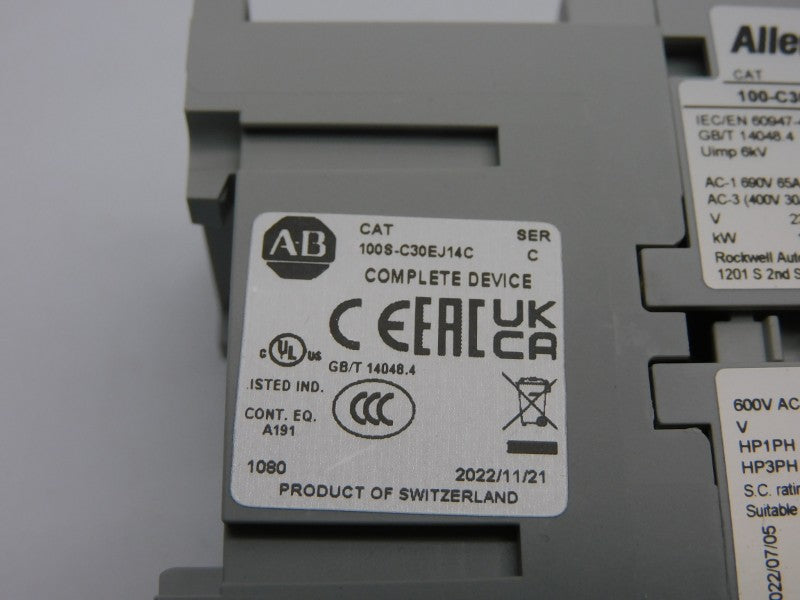 A-B
CAT
100S-C30EJ14C
SER
C
COMPLETE DEVICE
CE EAC UK
CA
C UL US
GB/T 14048.4
.ISTED IND.
CONT. EQ.
A191
CCC
1080
2022/11/21
PRODUCT OF SWITZERLAND
Alle
CAT
100-C30
IEC/EN 60947-4
GB/T 14048.4
Uimp 6kV
AC-1 690V 65A
AC-3 (400V 30A
V
kW
Rockwell Auto
1201 S 2nd S
600V AC
V
HP1PH
HP3PH
S.C. ratin
Suitable
022/07/05